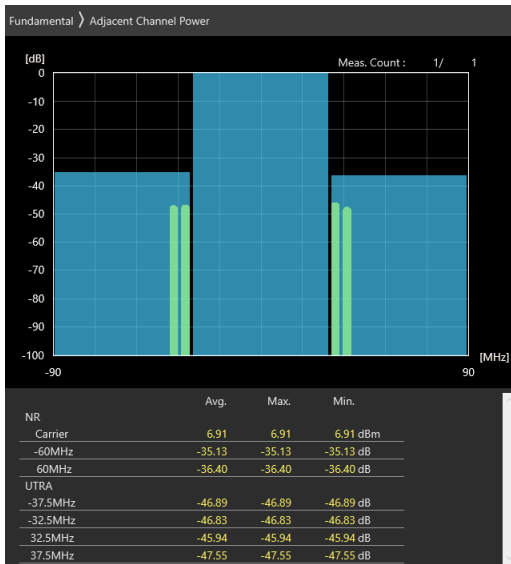 Fundamental 〉 Adjacent Channel Power
[dB]
Meas. Count : 1/ 1
0
-10
-20
-30
-40
-50
-60
-70
-80
-90
-100
[MHz]
-90 90
Avg. Max. Min.
NR
Carrier 6.91 6.91 6.91 dBm
-60MHz -35.13 -35.13 -35.13 dB
60MHz -36.40 -36.40 -36.40 dB
UTRA
-37.5MHz -46.89 -46.89 -46.89 dB
-32.5MHz -46.83 -46.83 -46.83 dB
32.5MHz -45.94 -45.94 -45.94 dB
37.5MHz -47.55 -47.55 -47.55 dB